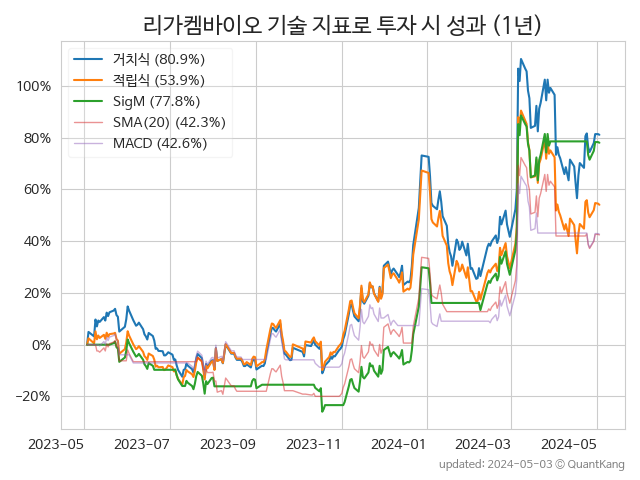 리가켐바이오 기술 지표로 투자 시 성과 (1년)
거치식 (80.9%)
적립식 (53.9%)
SigM (77.8%)
SMA(20) (42.3%)
MACD (42.6%)
100%
80%
60%
40%
20%
0%
−20%
2023-05
2023-07
2023-09
2023-11
2024-01
2024-03
2024-05
updated: 2024-05-03 © QuantKang